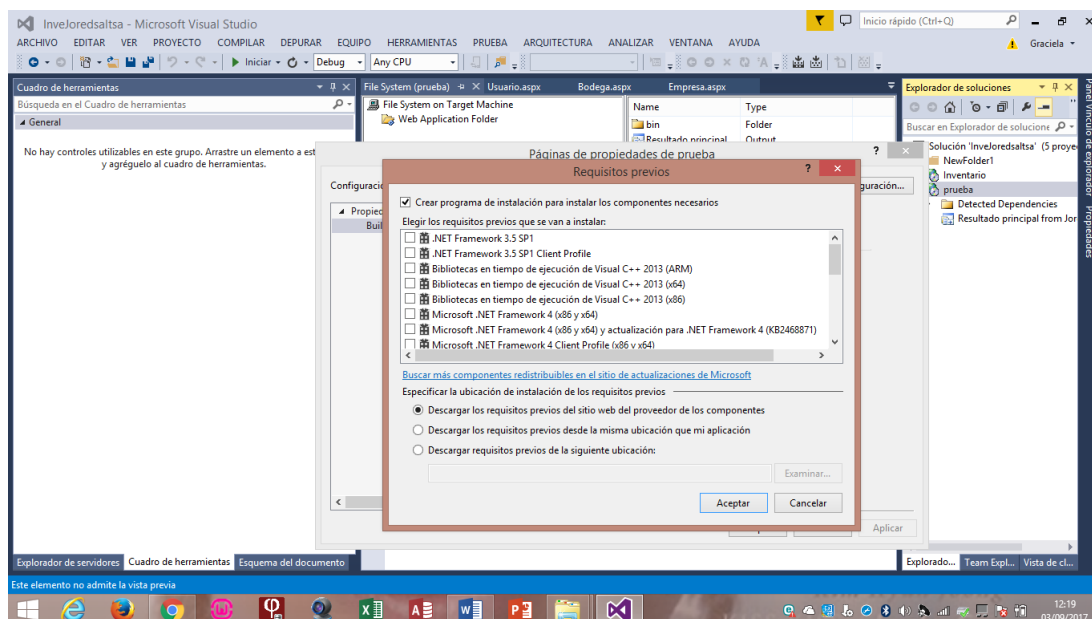 InveJoredsaltsa - Microsoft Visual Studio
Inicio rápido (Ctrl+Q)
ARCHIVO EDITAR VER PROYECTO COMPILAR DEPURAR EQUIPO HERRAMIENTAS PRUEBA ARQUITECTURA ANALIZAR VENTANA AYUDA
Graciela
Iniciar Debug Any CPU
Cuadro de herramientas
Búsqueda en el Cuadro de herramientas
General
No hay controles utilizables en este grupo. Arrastre un elemento a est
y agréguelo al cuadro de herramientas.
File System (prueba) Usuario.aspx Bodega.aspx Empresa.aspx
File System on Target Machine
Web Application Folder
Name Type
bin Folder
Resultado principal Output
Explorador de soluciones
Buscar en Explorador de solucione
Solución 'InveJoredsaltsa' (5 proye
NewFolder1
Inventario
prueba
Detected Dependencies
Resultado principal from Jor
Panel Vínculo de explorador
Propiedades
Páginas de propiedades de prueba
?
Configuraci
guración...
Propied
Buil
Requisitos previos
?
Crear programa de instalación para instalar los componentes necesarios
Elegir los requisitos previos que se van a instalar:
.NET Framework 3.5 SP1
.NET Framework 3.5 SP1 Client Profile
Bibliotecas en tiempo de ejecución de Visual C++ 2013 (ARM)
Bibliotecas en tiempo de ejecución de Visual C++ 2013 (x64)
Bibliotecas en tiempo de ejecución de Visual C++ 2013 (x86)
Microsoft .NET Framework 4 (x86 y x64)
Microsoft .NET Framework 4 (x86 y x64) y actualización para .NET Framework 4 (KB2468871)
Microsoft .NET Framework 4 Client Profile (x86 y x64)
Buscar más componentes redistribuibles en el sitio de actualizaciones de Microsoft
Especificar la ubicación de instalación de los requisitos previos
Descargar los requisitos previos del sitio web del proveedor de los componentes
Descargar los requisitos previos desde la misma ubicación que mi aplicación
Descargar requisitos previos de la siguiente ubicación:
Examinar...
Aceptar Cancelar
Aplicar
Explorador de servidores Cuadro de herramientas Esquema del documento
Explorado... Team Expl... Vista de cl...
Este elemento no admite la vista previa
12:19
03/09/2017